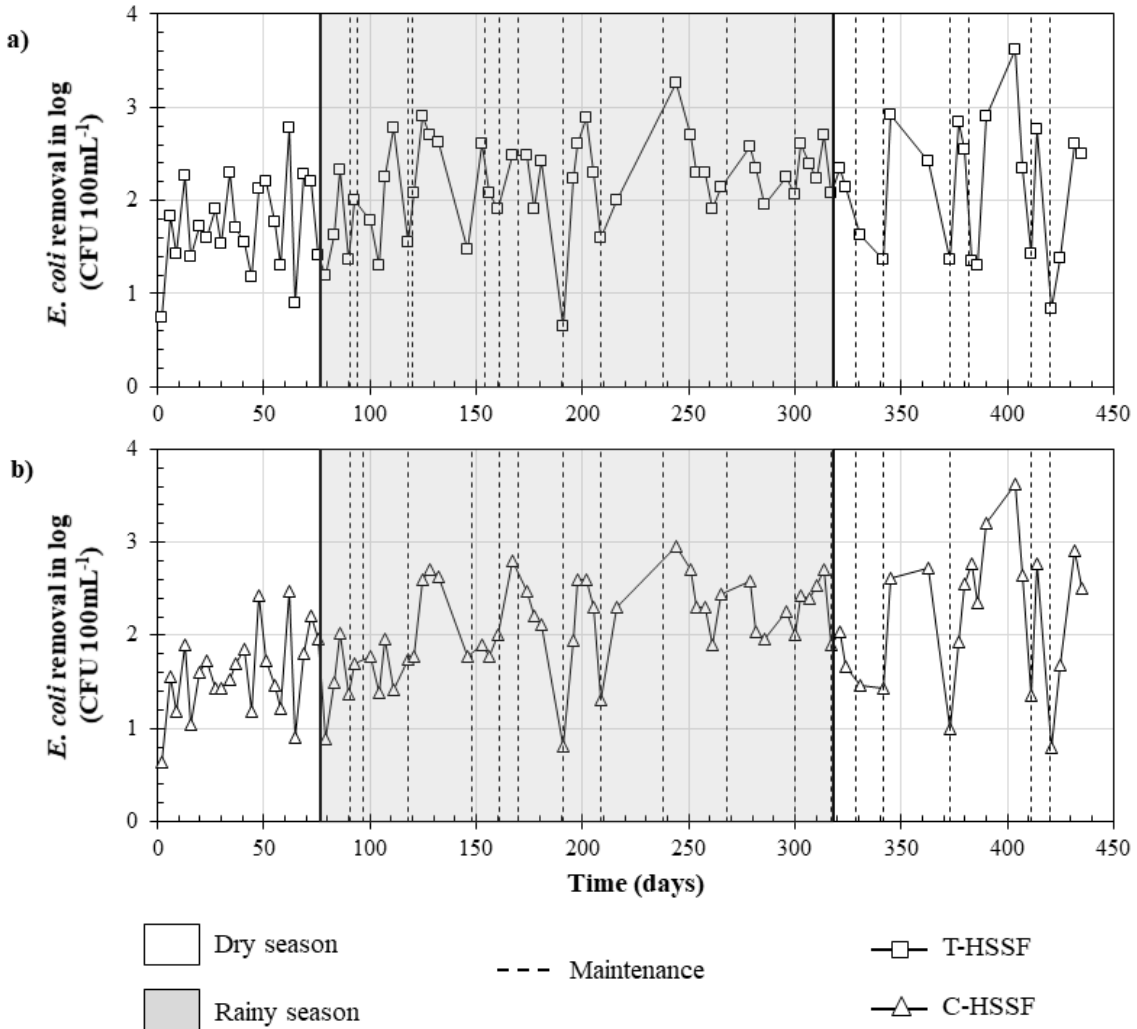 a)
E. coli removal in log
(CFU 100mL-1)
4
3
2
1
0
0 50 100 150 200 250 300 350 400 450
b)
E. coli removal in log
(CFU 100mL-1)
4
3
2
1
0
0 50 100 150 200 250 300 350 400 450
Time (days)
Dry season
Rainy season
Maintenance
T-HSSF
C-HSSF